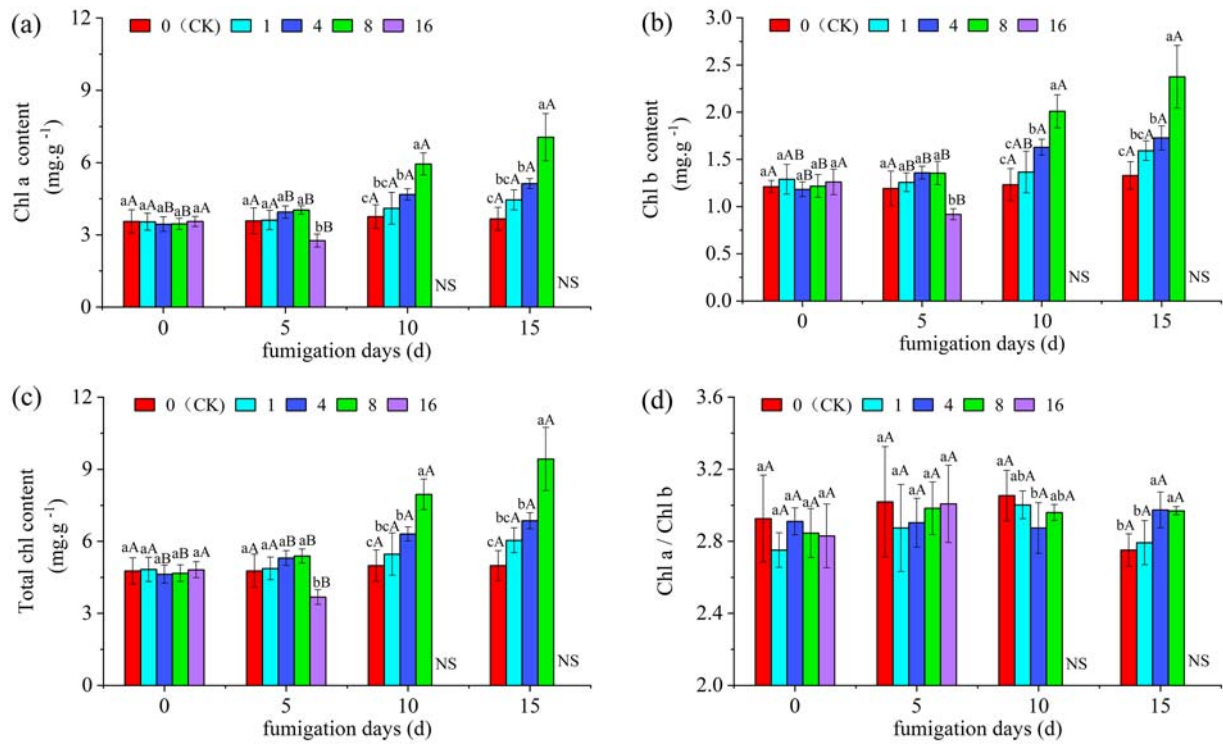 (a)
0（CK) 1 4 8 16
12
9
6
3
0
Chl a content
(mg.g -1)
aA aA aB aB aA
aA aA aB aB bB
cA bcA bA aA NS
cA bcA bA aA NS
0 5 10 15
fumigation days (d)
(b)
0（CK) 1 4 8 16
3.0
2.5
2.0
1.5
1.0
0.5
0.0
Chl b content
(mg.g -1)
aA aAB aB aB aA
aA aB aB aB bB
cA cAB bA aA NS
cA bcA bA aA NS
0 5 10 15
fumigation days (d)
(c)
0（CK) 1 4 8 16
12
9
6
3
0
Total chl content
(mg.g -1)
aA aA aB aB aA
aA aA aB aB bB
cA bcA bA aA NS
cA bcA bA aA NS
0 5 10 15
fumigation days (d)
(d)
0（CK) 1 4 8 16
3.6
3.2
2.8
2.4
2.0
Chl a / Chl b
aA aA aA aA aA
aA aA aA aA aA
aA abA aA abA NS
bA bA aA aA NS
0 5 10 15
fumigation days (d)